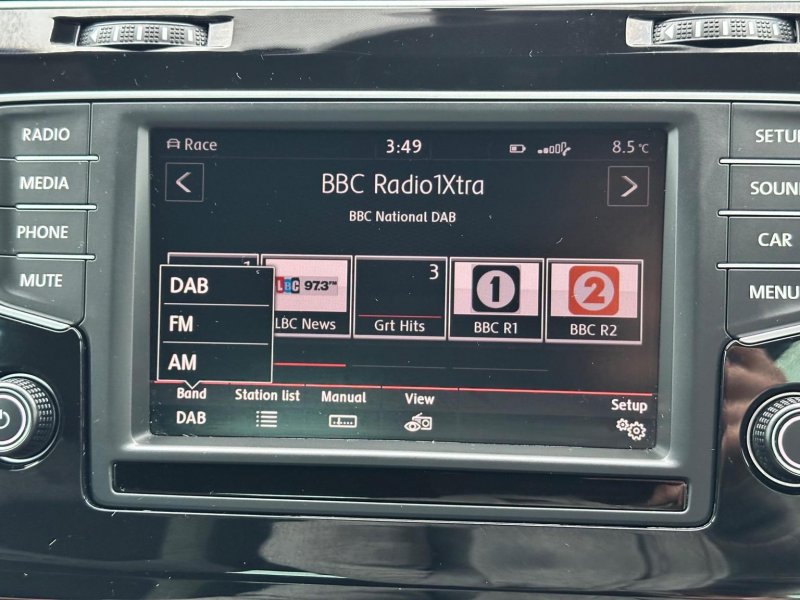 RADIO
MEDIA
PHONE
MUTE
Race
3:49
8.5°C
BBC Radio1Xtra
BBC National DAB
DAB
FM
AM
LBC 97.3 FM
LBC News
3
Grt Hits
1
BBC R1
2
BBC R2
Band
DAB
Station list
Manual
View
Setup
SETU
SOUN
CAR
MENU